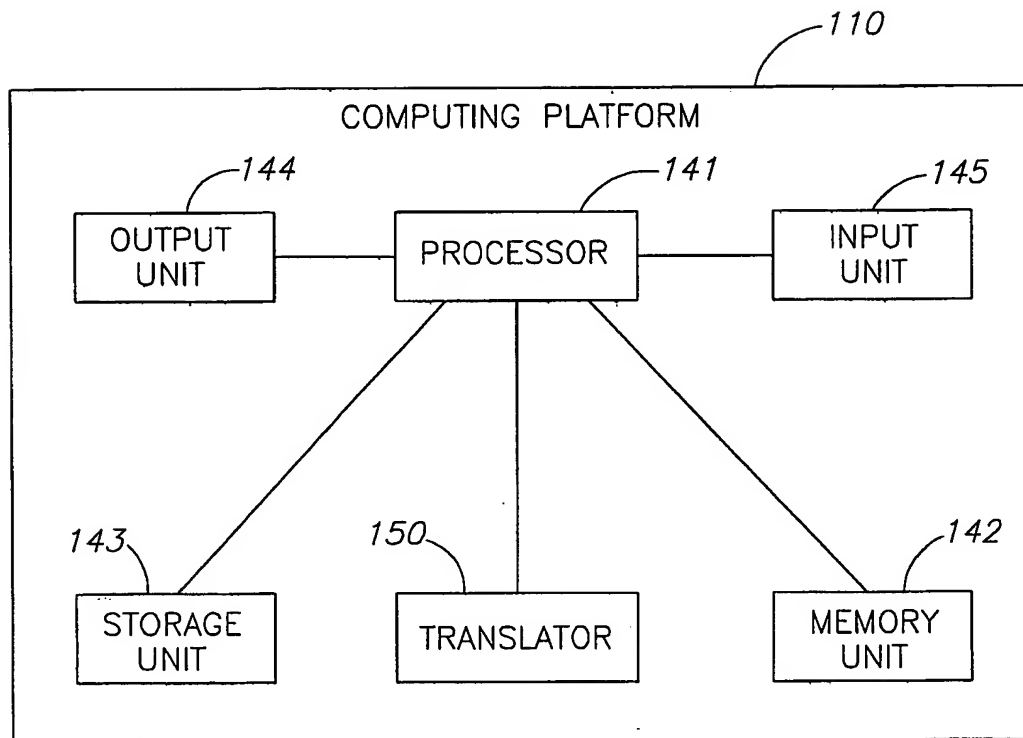 110
COMPUTING PLATFORM
144
141
145
OUTPUT
UNIT
PROCESSOR
INPUT
UNIT
143
150
142
STORAGE
UNIT
TRANSLATOR
MEMORY
UNIT